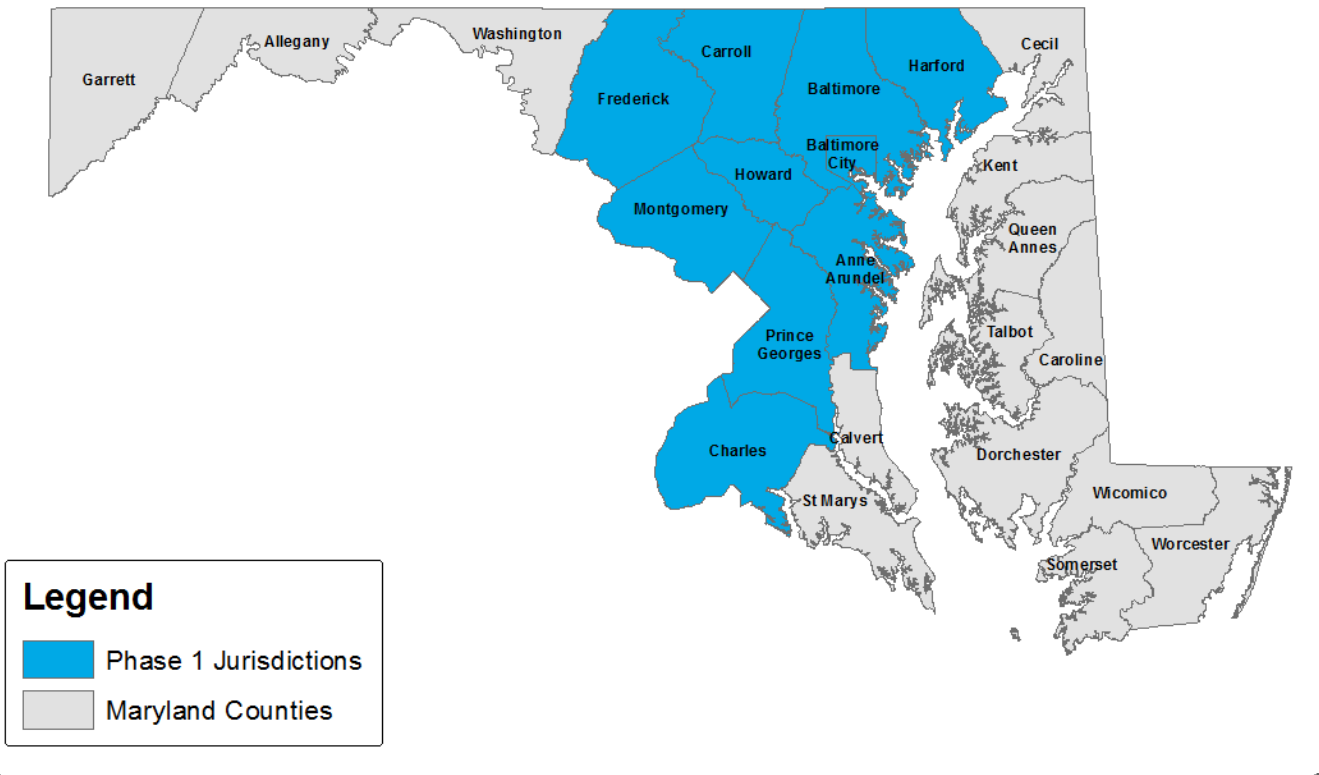 Washington
Allegany
Cecil
Carroll
Harford
Garrett
Baltimore
Frederick
Baltimore
City
Kent
Howard
Montgomery
Queen
Annes
Anne
Arundel
Talbot
Prince
Georges
Caroline
Calvert
Charles
Dorchester
Wicomico
St Marys
Worcester
Somerset
Legend
Phase 1 Jurisdictions
Maryland Counties